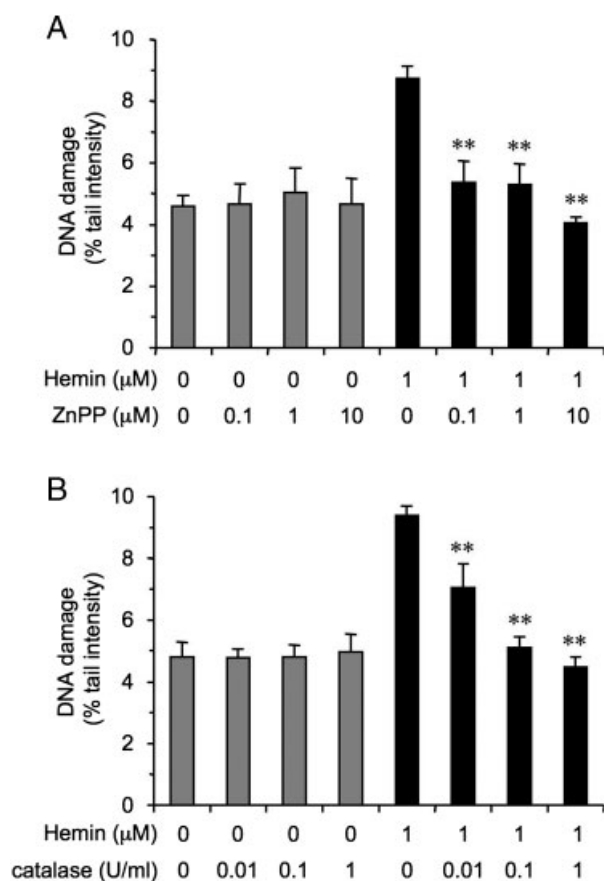 A
10
8
6
4
2
0
DNA damage
(% tail intensity)
** ** **
Hemin (μM) 0 0 0 0 1 1 1 1
ZnPP (μM) 0 0.1 1 10 0 0.1 1 10
B
10
8
6
4
2
0
DNA damage
(% tail intensity)
** ** **
Hemin (μM) 0 0 0 0 1 1 1 1
catalase (U/ml) 0 0.01 0.1 1 0 0.01 0.1 1